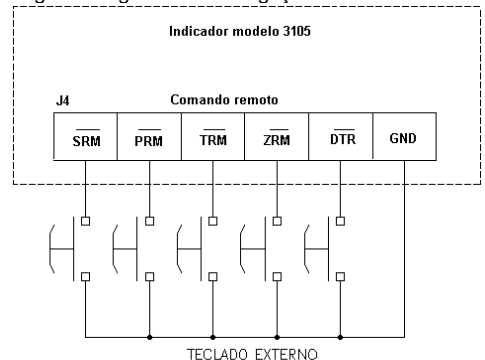 Indicador modelo 3105
J4 Comando remoto
SRM PRM TRM ZRM DTR GND
TECLADO EXTERNO